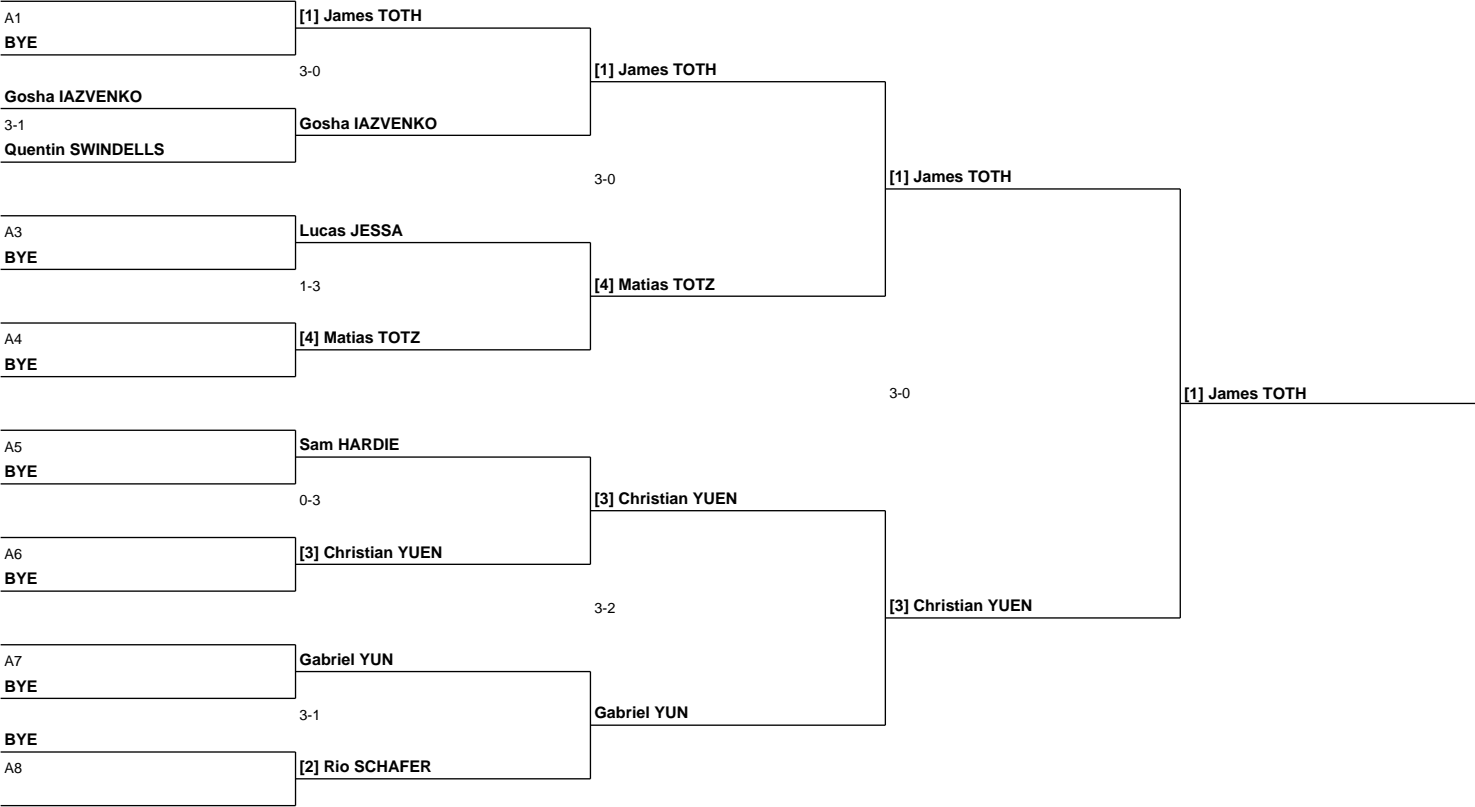 A1
BYE
[1] James TOTH
3-0
[1] James TOTH
Gosha IAZVENKO
3-1
Quentin SWINDELLS
Gosha IAZVENKO
3-0
[1] James TOTH
A3
BYE
Lucas JESSA
1-3
[4] Matias TOTZ
A4
BYE
[4] Matias TOTZ
3-0
[1] James TOTH
A5
BYE
Sam HARDIE
0-3
[3] Christian YUEN
A6
BYE
[3] Christian YUEN
3-2
[3] Christian YUEN
A7
BYE
Gabriel YUN
3-1
Gabriel YUN
BYE
A8
[2] Rio SCHAFER